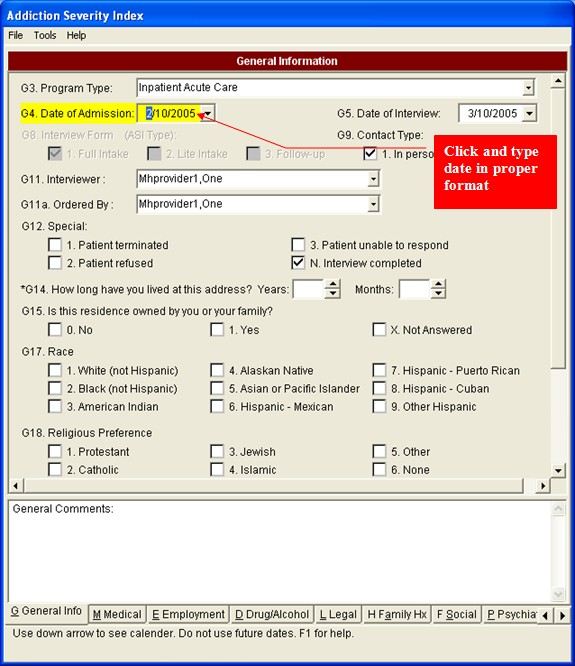 Addiction Severity Index
File Tools Help
General Information
G3. Program Type: Inpatient Acute Care
G4. Date of Admission: 2/10/2005 G5. Date of Interview: 3/10/2005
G8. Interview Form (ASI Type): G9. Contact Type:
1. Full Intake 2. Lite Intake 3. Follow-up 1. In perso
Click and type
date in proper
format
G11. Interviewer : Mhprovider1,One
G11a. Ordered By : Mhprovider1,One
G12. Special:
1. Patient terminated 3. Patient unable to respond
2. Patient refused N. Interview completed
*G14. How long have you lived at this address? Years: Months:
G15. Is this residence owned by you or your family?
0. No 1. Yes X. Not Answered
G17. Race
1. White (not Hispanic) 4. Alaskan Native 7. Hispanic - Puerto Rican
2. Black (not Hispanic) 5. Asian or Pacific Islander 8. Hispanic - Cuban
3. American Indian 6. Hispanic - Mexican 9. Other Hispanic
G18. Religious Preference
1. Protestant 3. Jewish 5. Other
2. Catholic 4. Islamic 6. None
General Comments:
G General Info M Medical E Employment D Drug/Alcohol L Legal H Family Hx F Social P Psychia
Use down arrow to see calender. Do not use future dates. F1 for help.